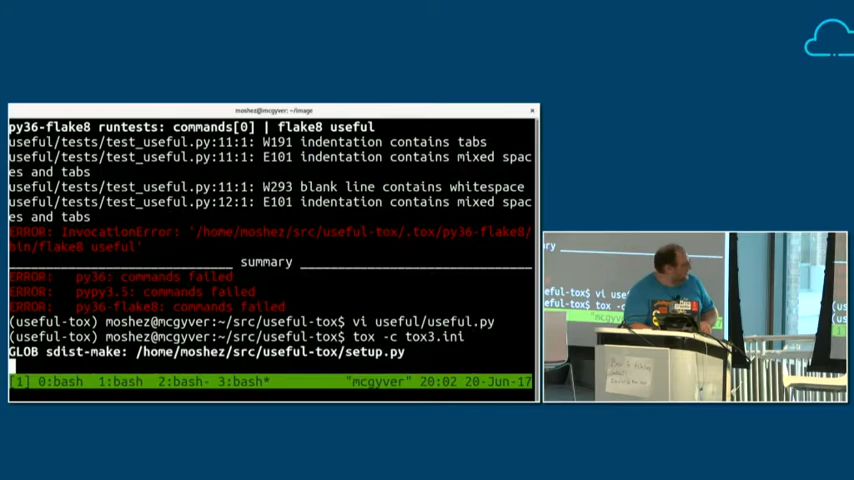 moshez@mcgyver: ~/image
py36-flake8 runtests: commands[0] | flake8 useful
useful/tests/test_useful.py:11:1: W191 indentation contains tabs
useful/tests/test_useful.py:11:1: E101 indentation contains mixed spac
es and tabs
useful/tests/test_useful.py:11:1: W293 blank line contains whitespace
useful/tests/test_useful.py:12:1: E101 indentation contains mixed spac
es and tabs
ERROR: InvocationError: '/home/moshez/src/useful-tox/.tox/py36-flake8/
bin/flake8 useful'
summary
ERROR:   py36: commands failed
ERROR:   pypy3.5: commands failed
ERROR:   py36-flake8: commands failed
(useful-tox) moshez@mcgyver:~/src/useful-tox$ vi useful/useful.py
(useful-tox) moshez@mcgyver:~/src/useful-tox$ tox -c tox3.ini
GLOB sdist-make: /home/moshez/src/useful-tox/setup.py
[1] 0:bash  1:bash  2:bash- 3:bash*          "mcgyver" 20:02 20-Jun-17